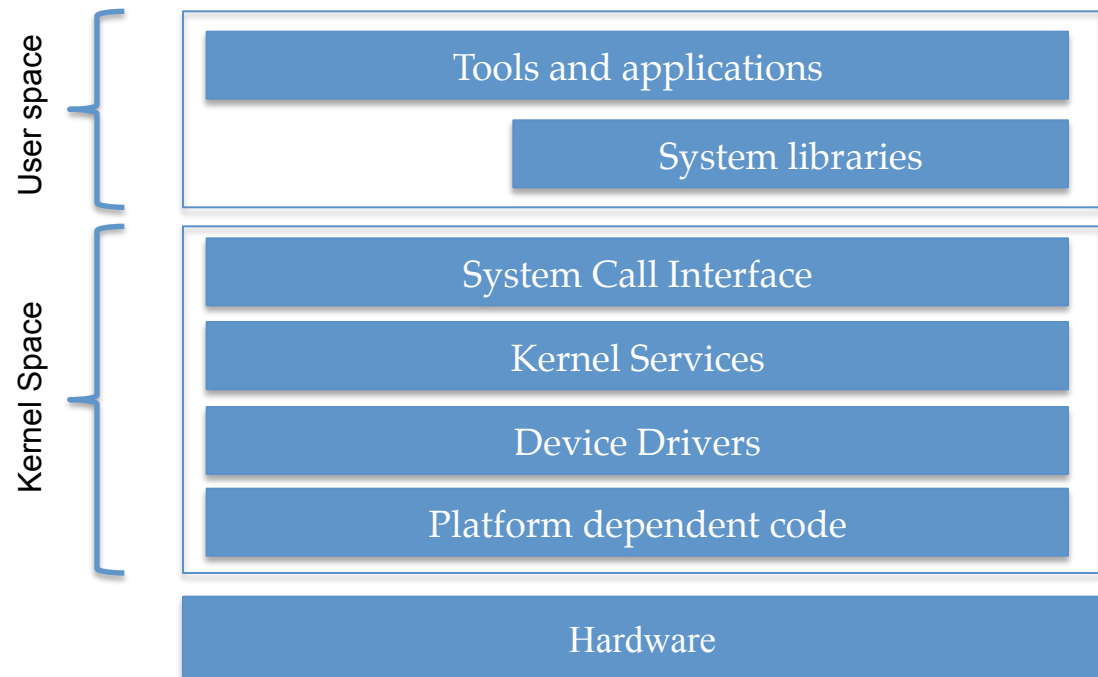 User space
Tools and applications
System libraries
Kernel Space
System Call Interface
Kernel Services
Device Drivers
Platform dependent code
Hardware